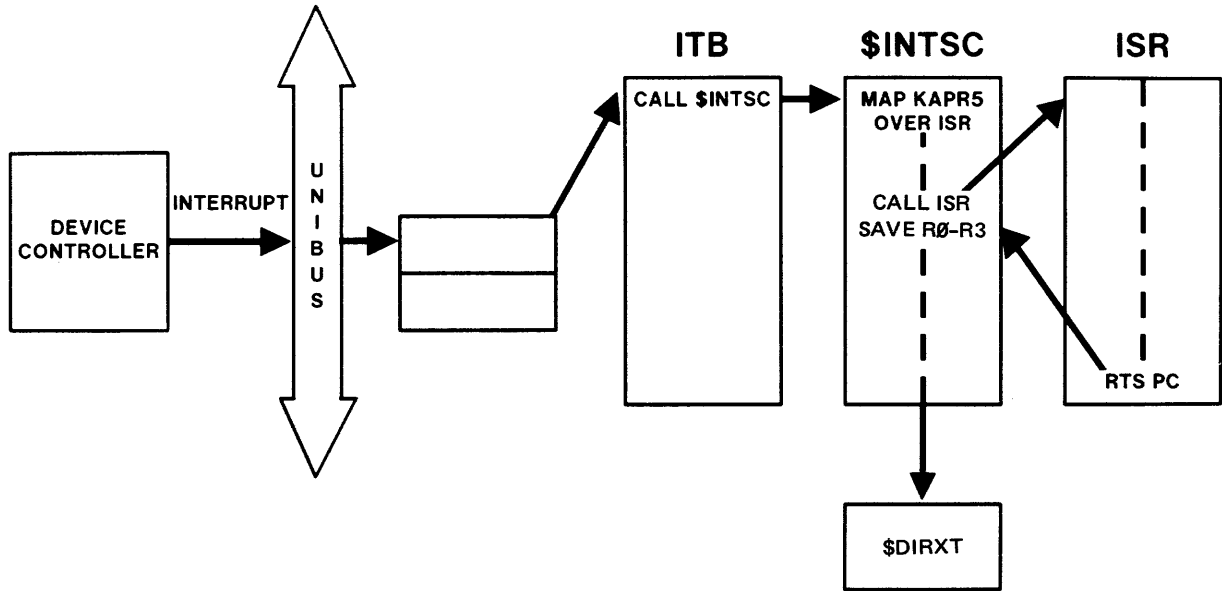 ITB
$INTSC
ISR
CALL $INTSC
MAP KAPR5
OVER ISR
UNIBUS
INTERRUPT
DEVICE
CONTROLLER
CALL ISR
SAVE RØ-R3
RTS PC
$DIRXT